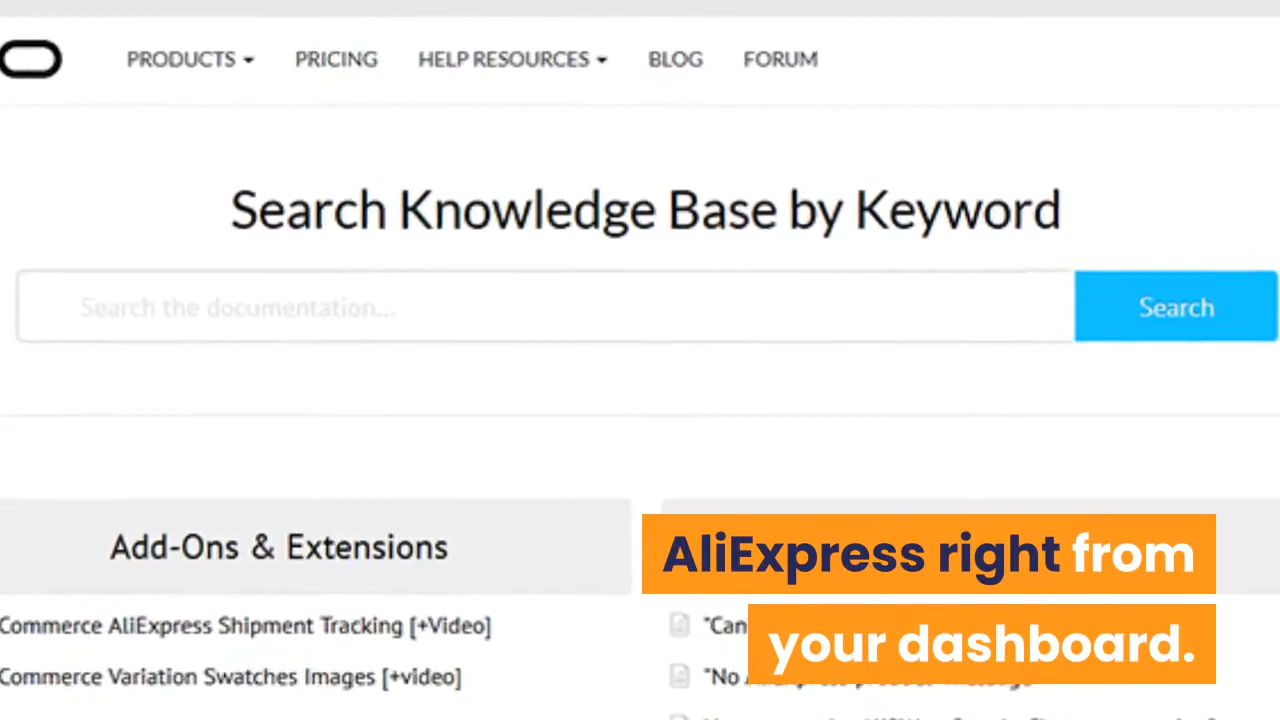 PRODUCTS PRICING HELP RESOURCES BLOG FORUM
Search Knowledge Base by Keyword
Search the documentation...
Search
Add-Ons & Extensions
Commerce AliExpress Shipment Tracking [+Video]
Commerce Variation Swatches Images [+video]
"Can
"No
AliExpress right from
your dashboard.